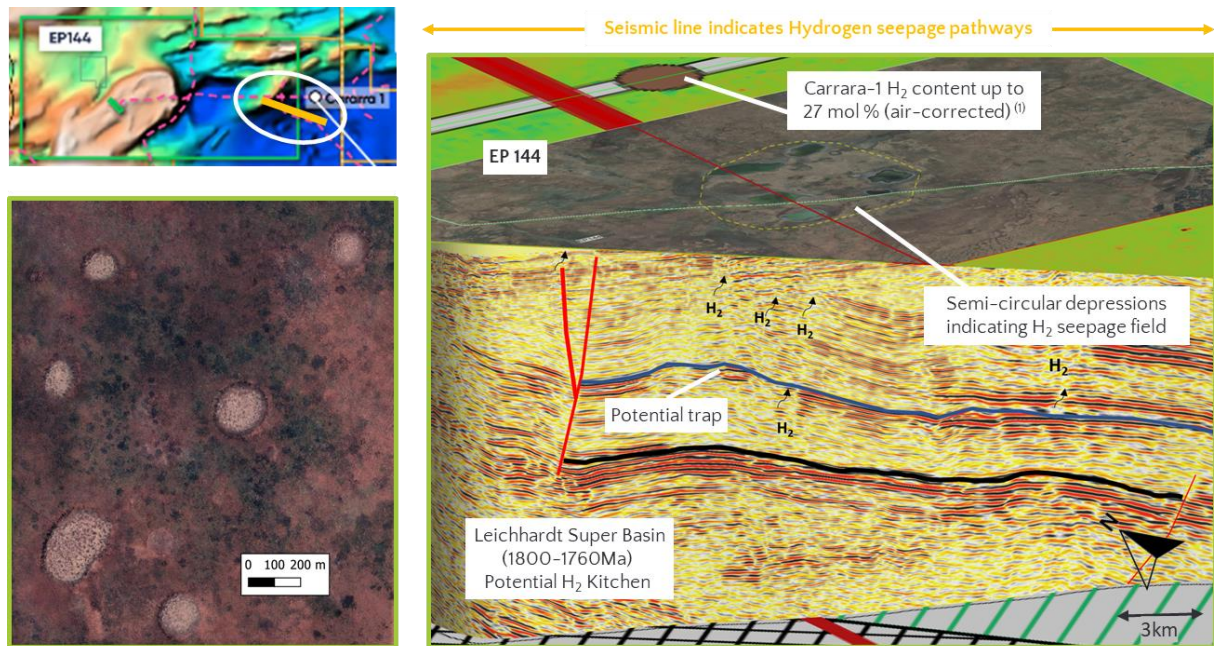 EP144
Cararra 1
Seismic line indicates Hydrogen seepage pathways
Carrara-1 H₂ content up to
27 mol % (air-corrected) ⁽¹⁾
EP 144
Semi-circular depressions
indicating H₂ seepage field
H₂
H₂
H₂
H₂
Potential trap
H₂
Leichhardt Super Basin
(1800-1760Ma)
Potential H₂ Kitchen
N
3km
0 100 200 m